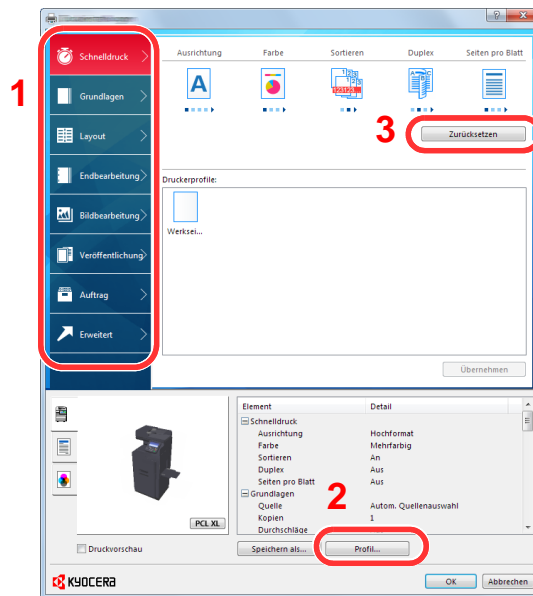 1
Schnelldruck
Grundlagen
Layout
Endbearbeitung
Bildbearbeitung
Veröffentlichung
Auftrag
Erweitert
Ausrichtung Farbe Sortieren Duplex Seiten pro Blatt
A
123
123123
A B C
3
Zurücksetzen
Druckerprofile:
Werksei...
Übernehmen
PCL XL
Druckvorschau
Element Detail
Schnelldruck
Ausrichtung Hochformat
Farbe Mehrfarbig
Sortieren An
Duplex Aus
Seiten pro Blatt Aus
Grundlagen
Quelle Autom. Quellenauswahl
Kopien 1
Durchschläge
2
Speichern als... Profil...
KYOCERA
OK Abbrechen